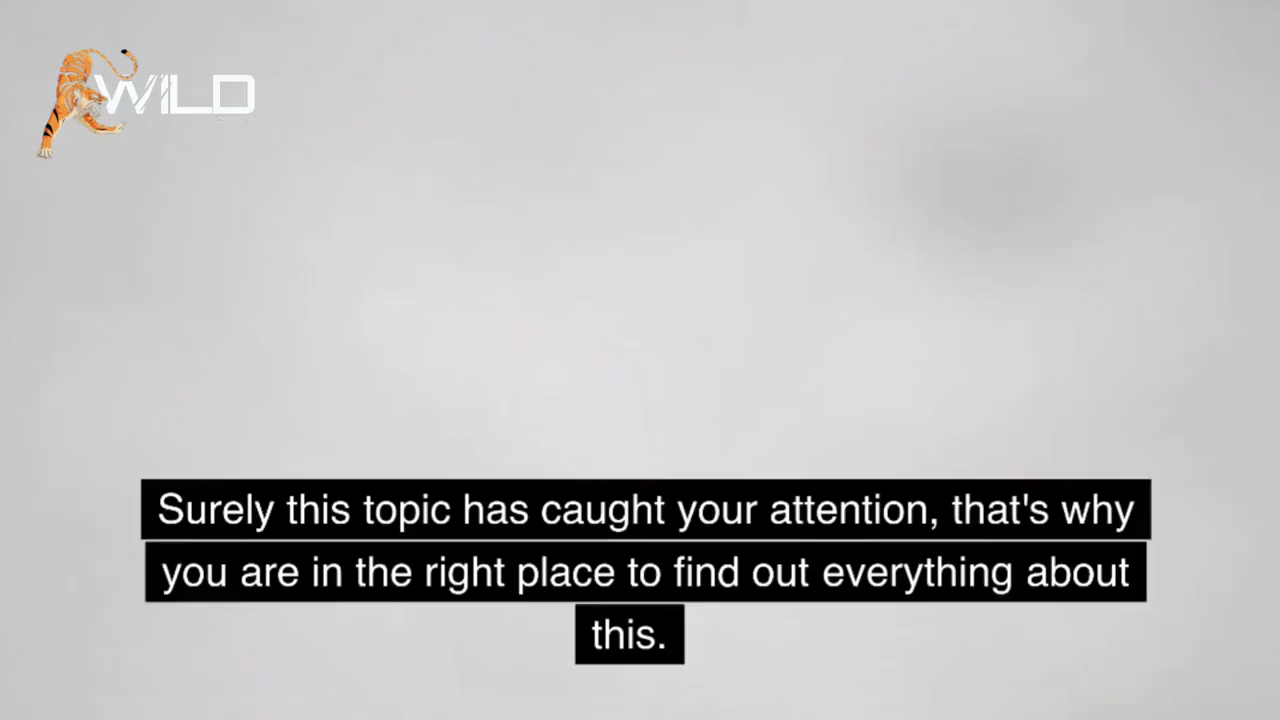 WILD
Surely this topic has caught your attention, that's why
you are in the right place to find out everything about
this.